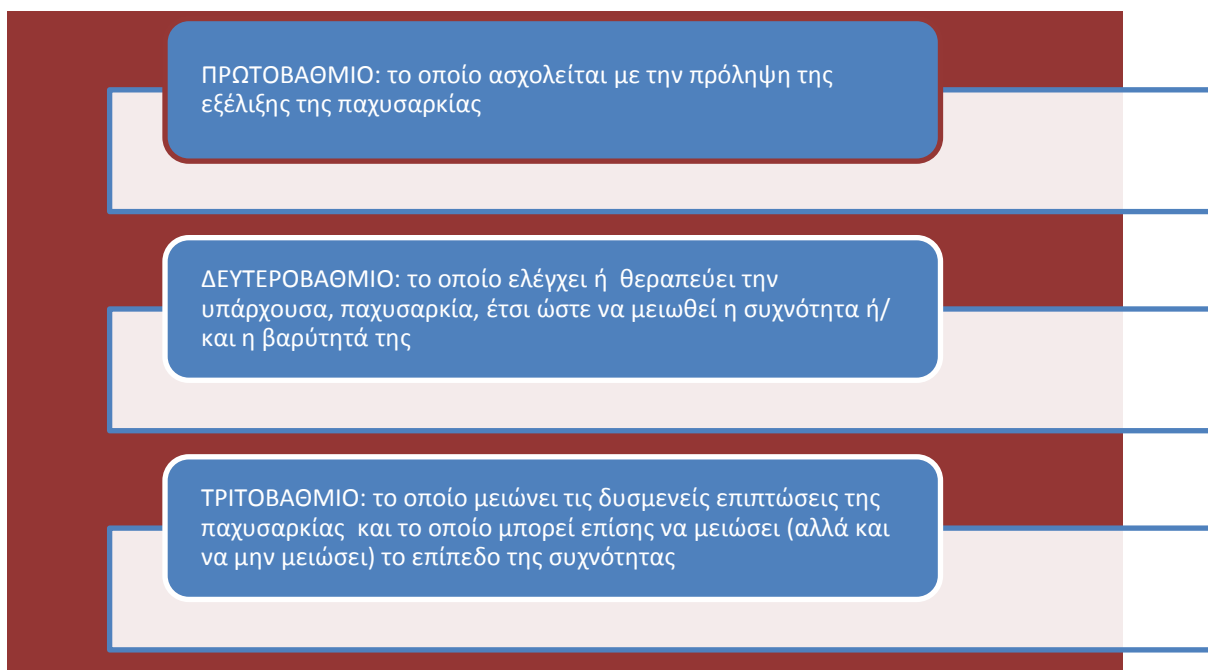 ΠΡΩΤΟΒΑΘΜΙΟ: το οποίο ασχολείται με την πρόληψη της
εξέλιξης της παχυσαρκίας
ΔΕΥΤΕΡΟΒΑΘΜΙΟ: το οποίο ελέγχει ή θεραπεύει την
υπάρχουσα, παχυσαρκία, έτσι ώστε να μειωθεί η συχνότητα ή/
και η βαρύτητά της
ΤΡΙΤΟΒΑΘΜΙΟ: το οποίο μειώνει τις δυσμενείς επιπτώσεις της
παχυσαρκίας και το οποίο μπορεί επίσης να μειώσει (αλλά και
να μην μειώσει) το επίπεδο της συχνότητας